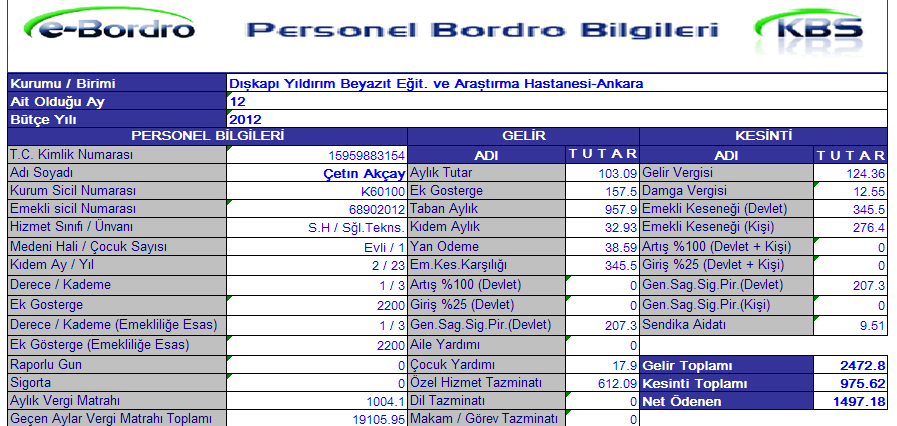 e-Bordro Personel Bordro Bilgileri KBS
Kurumu / Birimi Dışkapı Yıldırım Beyazıt Eğit. ve Araştırma Hastanesi-Ankara
Ait Olduğu Ay 12
Bütçe Yılı 2012
PERSONEL BİLGİLERİ GELİR KESİNTİ
T.C. Kimlik Numarası 15959883154 ADI TUTAR ADI TUTAR
Adı Soyadı Çetin Akçay Aylık Tutar 103.09 Gelir Vergisi 124.36
Kurum Sicil Numarası K60100 Ek Gosterge 157.5 Damga Vergisi 12.55
Emekli sicil Numarası 68902012 Taban Aylık 957.9 Emekli Keseneği (Devlet) 345.5
Hizmet Sınıfı / Ünvanı S.H / Sğl.Tekns. Kıdem Aylık 32.93 Emekli Keseneği (Kişi) 276.4
Medeni Hali / Çocuk Sayısı Evli / 1 Yan Odeme 38.59 Artış %100 (Devlet + Kişi) 0
Kıdem Ay / Yıl 2 / 23 Em.Kes.Karşılığı 345.5 Giriş %25 (Devlet + Kişi) 0
Derece / Kademe 1 / 3 Artış %100 (Devlet) 0 Gen.Sag.Sig.Pir.(Devlet) 207.3
Ek Gosterge 2200 Giriş %25 (Devlet) 0 Gen.Sag.Sig.Pir.(Kişi) 0
Derece / Kademe (Emekliliğe Esas) 1 / 3 Gen.Sag.Sig.Pir.(Devlet) 207.3 Sendika Aidatı 9.51
Ek Gösterge (Emekliliğe Esas) 2200 Aile Yardımı 0
Raporlu Gun 0 Çocuk Yardımı 17.9 Gelir Toplamı 2472.8
Sigorta 0 Özel Hizmet Tazminatı 612.09 Kesinti Toplamı 975.62
Aylık Vergi Matrahı 1004.1 Dil Tazminatı 0 Net Ödenen 1497.18
Geçen Aylar Vergi Matrahı Toplamı 19105.95 Makam / Görev Tazminatı 0